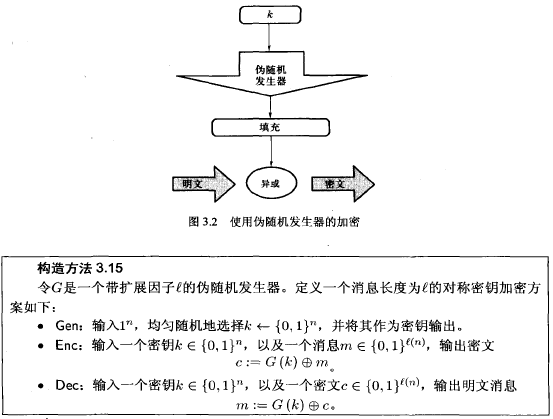 k
伪随机
发生器
填充
明文
异或
密文
图 3.2 使用伪随机发生器的加密
构造方法 3.15
令G是一个带扩展因子ℓ的伪随机发生器。定义一个消息长度为ℓ的对称密钥加密方
案如下：
• Gen：输入1ⁿ，均匀随机地选择k ← {0,1}ⁿ，并将其作为密钥输出。
• Enc：输入一个密钥k ∈ {0,1}ⁿ，以及一个消息m ∈ {0,1}^{ℓ(n)}，输出密文
c := G(k) ⊕ m。
• Dec：输入一个密钥k ∈ {0,1}ⁿ，以及一个密文c ∈ {0,1}^{ℓ(n)}，输出明文消息
m := G(k) ⊕ c。